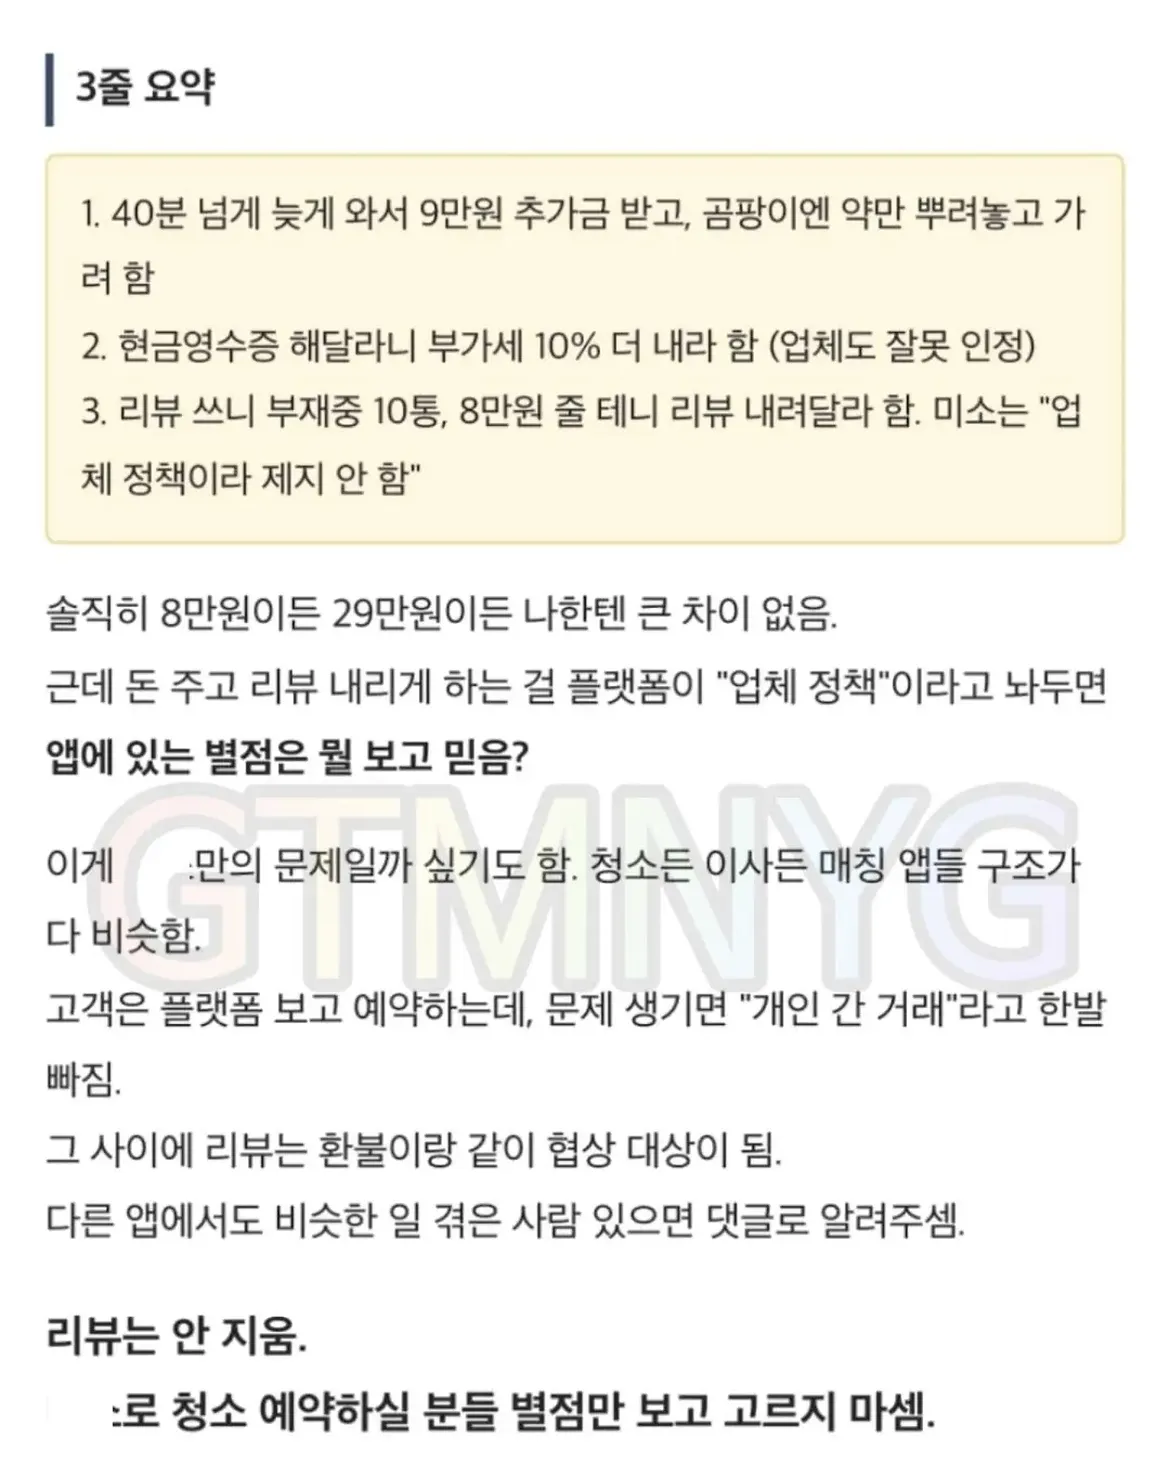 3줄 요약
1. 40분 넘게 늦게 와서 9만원 추가금 받고, 곰팡이엔 약만 뿌려놓고 가
려 함
2. 현금영수증 해달라니 부가세 10% 더 내라 함 (업체도 잘못 인정)
3. 리뷰 쓰니 부재중 10통, 8만원 줄 테니 리뷰 내려달라 함. 미소는 "업
체 정책이라 제지 안 함"
솔직히 8만원이든 29만원이든 나한텐 큰 차이 없음.
근데 돈 주고 리뷰 내리게 하는 걸 플랫폼이 "업체 정책"이라고 놔두면
앱에 있는 별점은 뭘 보고 믿음?
GTMNYG
이게 만의 문제일까 싶기도 함. 청소든 이사든 매칭 앱들 구조가
다 비슷함.
고객은 플랫폼 보고 예약하는데, 문제 생기면 "개인 간 거래"라고 한발
빠짐.
그 사이에 리뷰는 환불이랑 같이 협상 대상이 됨.
다른 앱에서도 비슷한 일 겪은 사람 있으면 댓글로 알려주셈.
리뷰는 안 지움.
로 청소 예약하실 분들 별점만 보고 고르지 마셈.